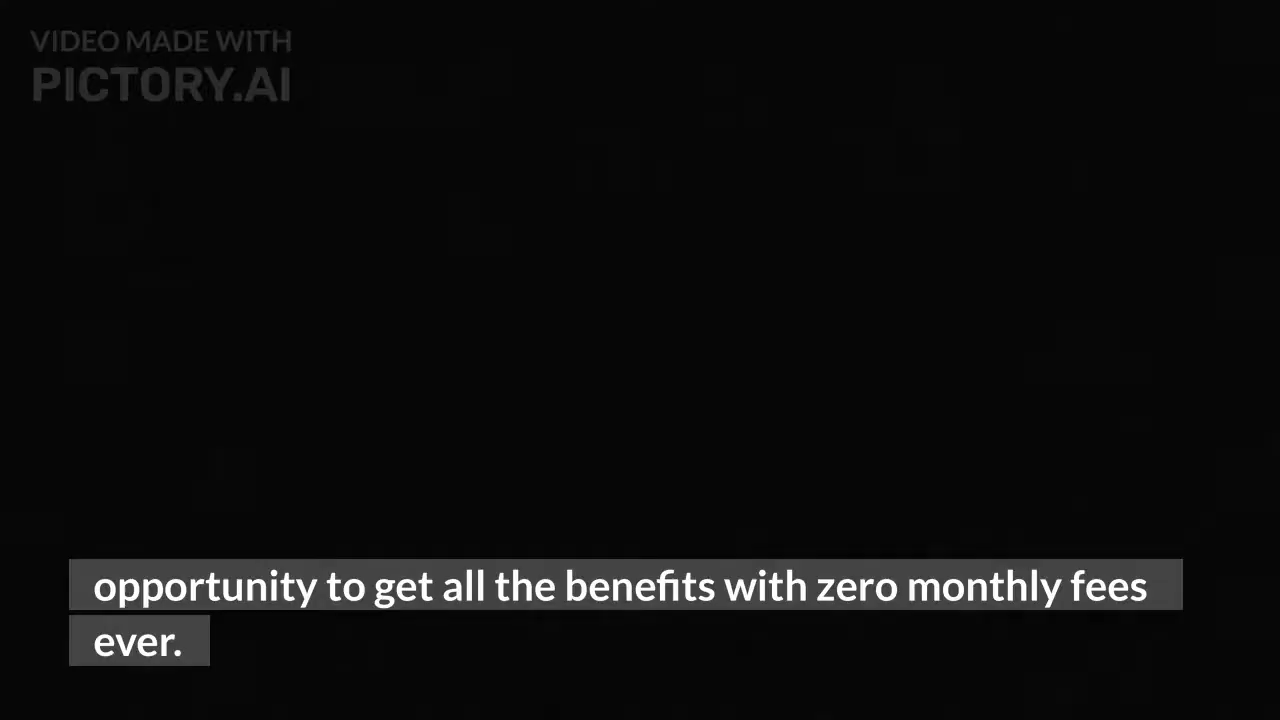 VIDEO MADE WITH
PICTORY.AI
opportunity to get all the benefits with zero monthly fees
ever.